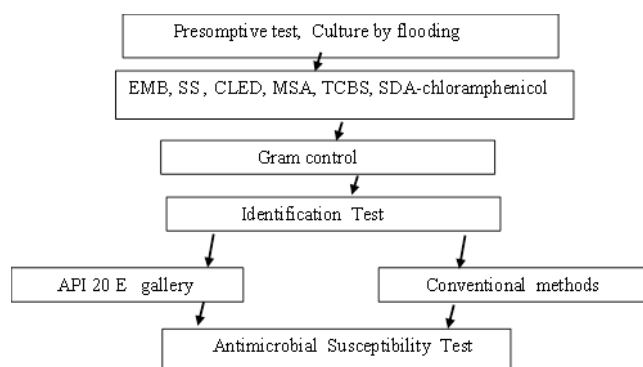 Presomptive test, Culture by flooding
EMB, SS, CLED, MSA, TCBS, SDA-chloramphenicol
Gram control
Identification Test
API 20 E gallery
Conventional methods
Antimicrobial Susceptibility Test